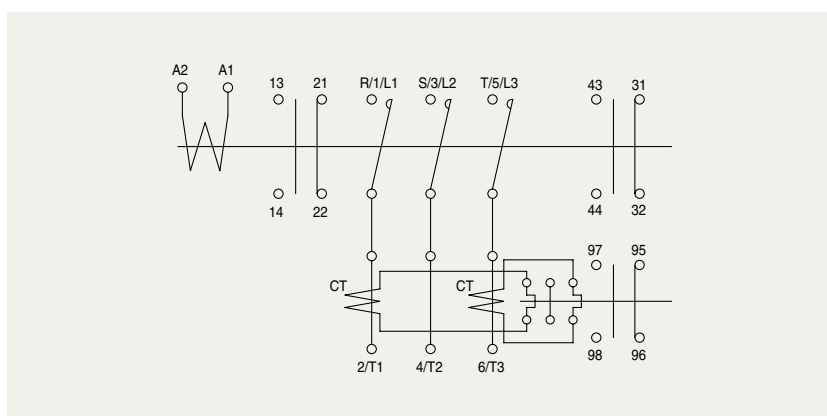 A2 A1
13 21 R/1/L1 S/3/L2 T/5/L3 43 31
14 22 44 32
97 95
CT CT
98 96
2/T1 4/T2 6/T3